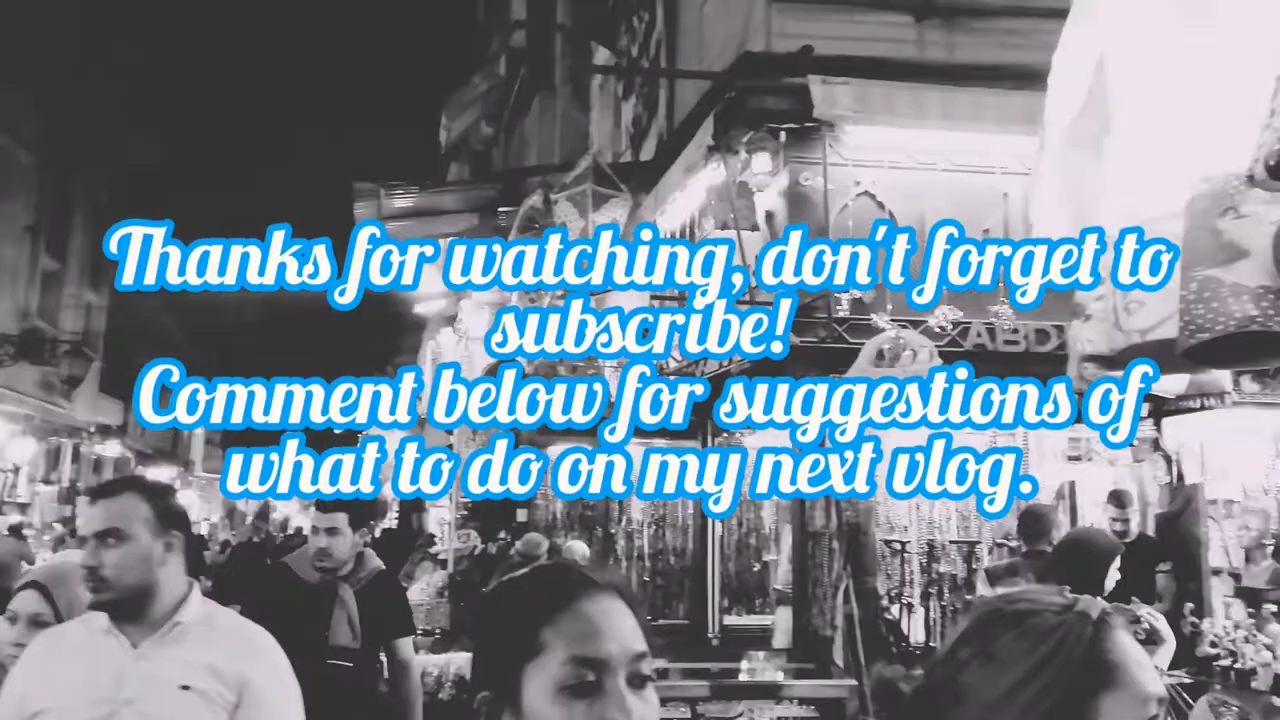 Thanks for watching, don't forget to
subscribe!
Comment below for suggestions of
what to do on my next vlog.
ABD